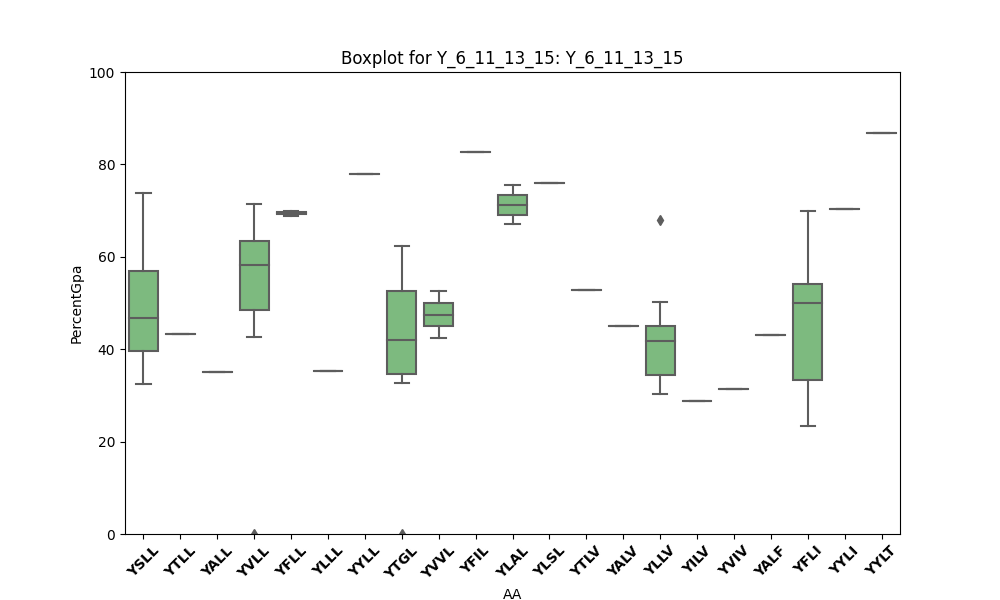 Boxplot for Y_6_11_13_15: Y_6_11_13_15
100
80
60
40
20
0
PercentGpa
YSLL YTLL YALL YVLL YFLL YLLL YYLL YTGL YVVL YFIL YLAL YLSL YTLV YALV YLLV YILV YVIV YALF YFLI YYLI YYLT
AA